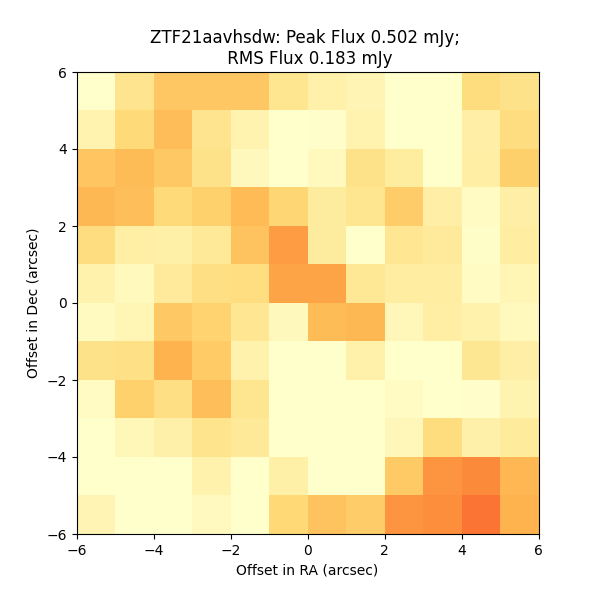 ZTF21aavhsdw: Peak Flux 0.502 mJy;
RMS Flux 0.183 mJy
6
4
2
0
−2
−4
−6
Offset in Dec (arcsec)
−6 −4 −2 0 2 4 6
Offset in RA (arcsec)